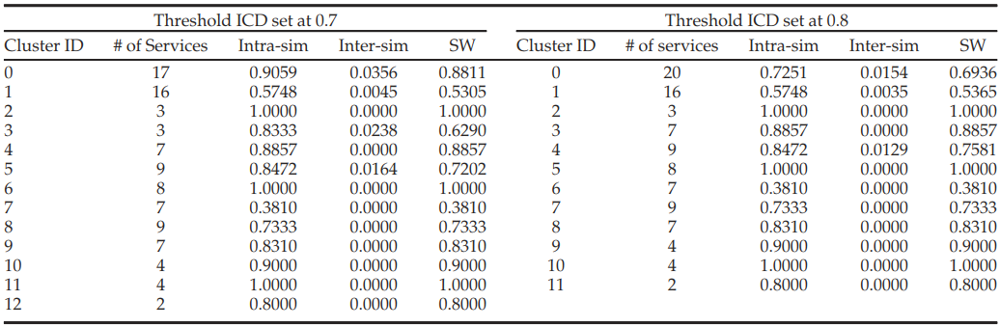 Threshold ICD set at 0.7 Threshold ICD set at 0.8
Cluster ID # of Services Intra-sim Inter-sim SW Cluster ID # of services Intra-sim Inter-sim SW
0 17 0.9059 0.0356 0.8811 0 20 0.7251 0.0154 0.6936
1 16 0.5748 0.0045 0.5305 1 16 0.5748 0.0035 0.5365
2 3 1.0000 0.0000 1.0000 2 3 1.0000 0.0000 1.0000
3 3 0.8333 0.0238 0.6290 3 7 0.8857 0.0000 0.8857
4 7 0.8857 0.0000 0.8857 4 9 0.8472 0.0129 0.7581
5 9 0.8472 0.0164 0.7202 5 8 1.0000 0.0000 1.0000
6 8 1.0000 0.0000 1.0000 6 7 0.3810 0.0000 0.3810
7 7 0.3810 0.0000 0.3810 7 9 0.7333 0.0000 0.7333
8 9 0.7333 0.0000 0.7333 8 7 0.8310 0.0000 0.8310
9 7 0.8310 0.0000 0.8310 9 4 0.9000 0.0000 0.9000
10 4 0.9000 0.0000 0.9000 10 4 1.0000 0.0000 1.0000
11 4 1.0000 0.0000 1.0000 11 2 0.8000 0.0000 0.8000
12 2 0.8000 0.0000 0.8000